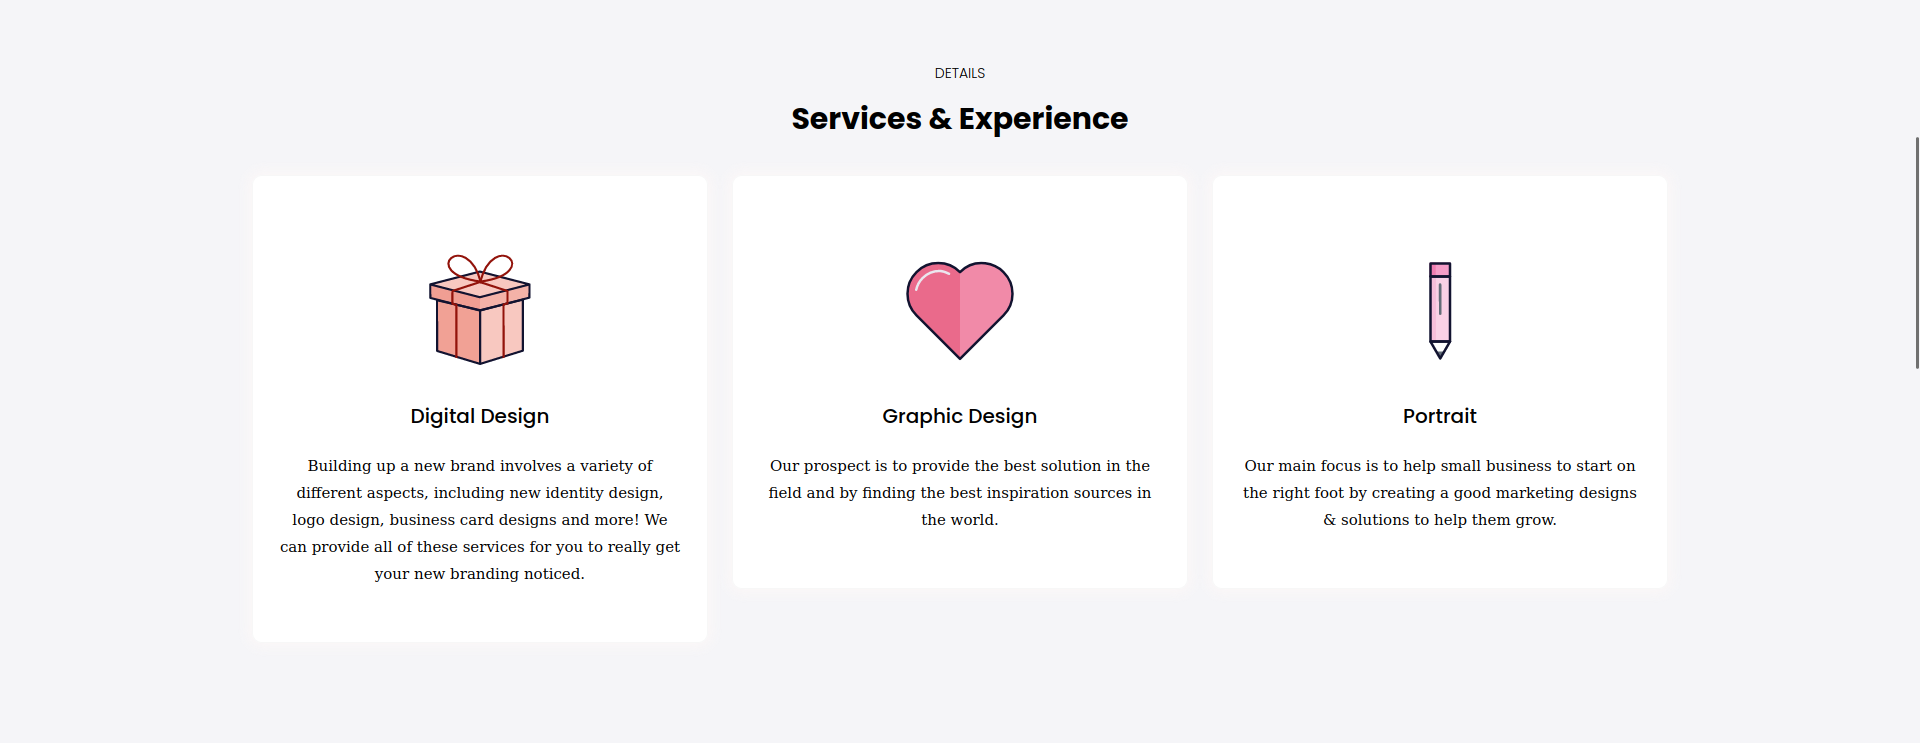 DETAILS
Services & Experience
Digital Design
Building up a new brand involves a variety of
different aspects, including new identity design,
logo design, business card designs and more! We
can provide all of these services for you to really get
your new branding noticed.
Graphic Design
Our prospect is to provide the best solution in the
field and by finding the best inspiration sources in
the world.
Portrait
Our main focus is to help small business to start on
the right foot by creating a good marketing designs
& solutions to help them grow.